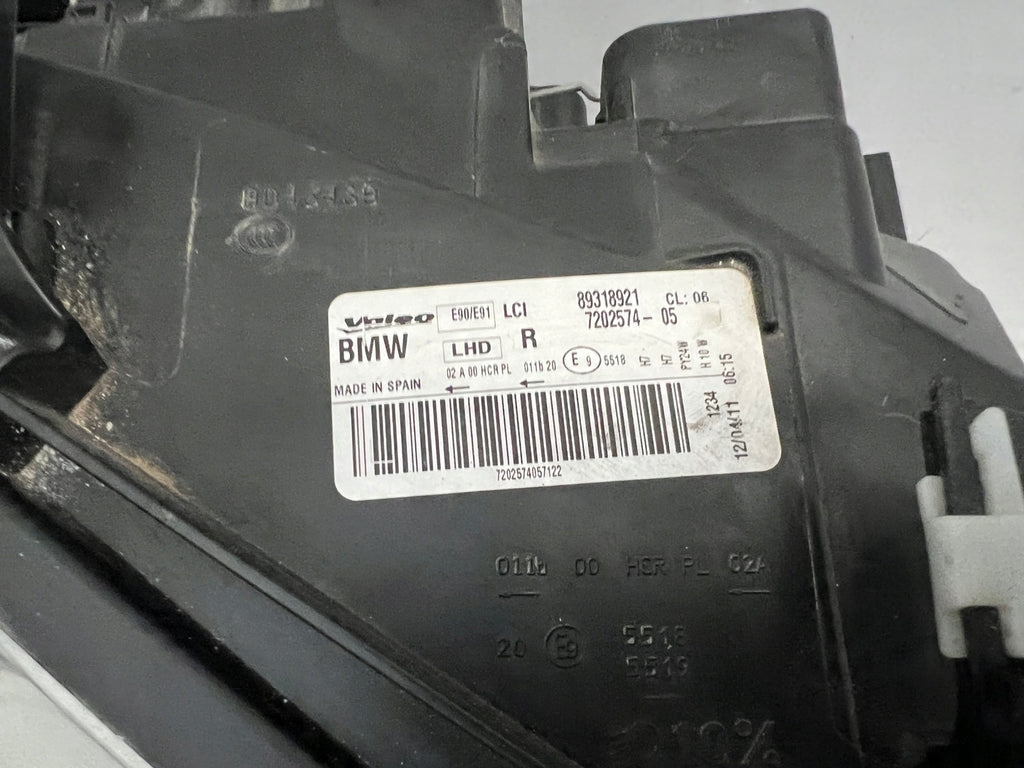 CCC
Valeo E90/E91 LCI 89318921 CL: 06
7202574-05
BMW LHD R
02 A 00 HCR PL 011b 20 E 9 5518 H7 H7 PY24W H10W
MADE IN SPAIN
1234
12/04/11 06:15
7202574057122
011b 00 HCR PL 02A
20 E9 5518
5519